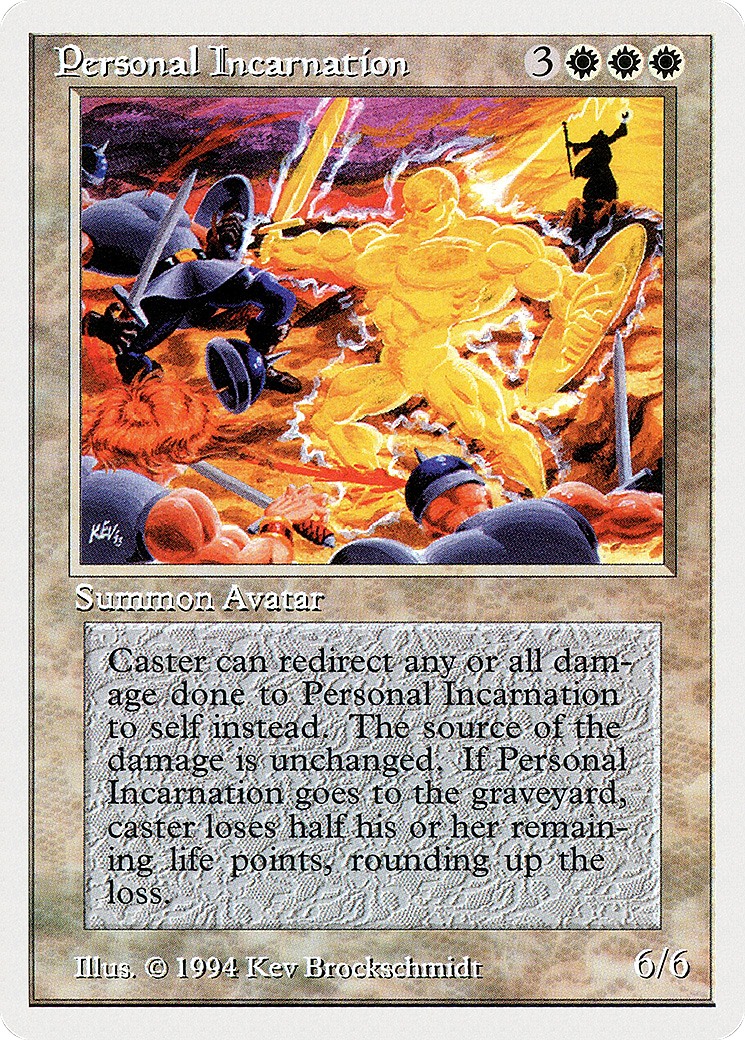 Personal Incarnation 3
KEV 93
Summon Avatar
Caster can redirect any or all dam-
age done to Personal Incarnation
to self instead. The source of the
damage is unchanged. If Personal
Incarnation goes to the graveyard,
caster loses half his or her remain-
ing life points, rounding up the
loss.
Illus. © 1994 Kev Brockschmidt 6/6